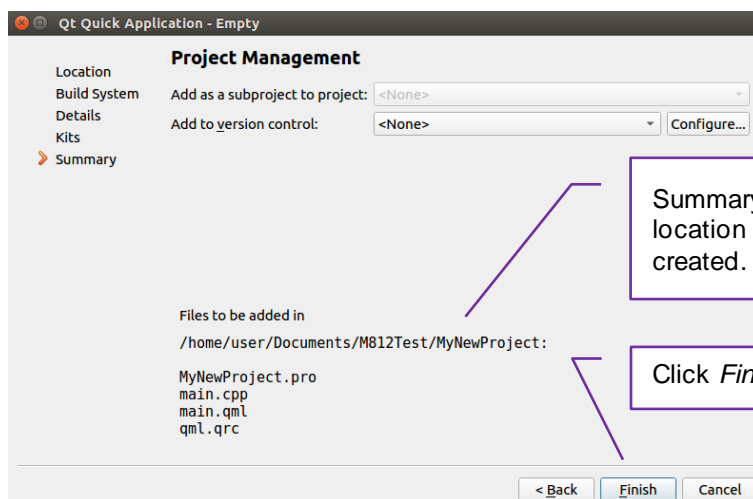 Qt Quick Application - Empty
Project Management
Location
Build System
Details
Kits
Summary
Add as a subproject to project: <None>
Add to version control: <None> Configure...
Summary
location
created.
Files to be added in
/home/user/Documents/M812Test/MyNewProject:
MyNewProject.pro
main.cpp
main.qml
qml.qrc
Click
< Back Finish Cancel